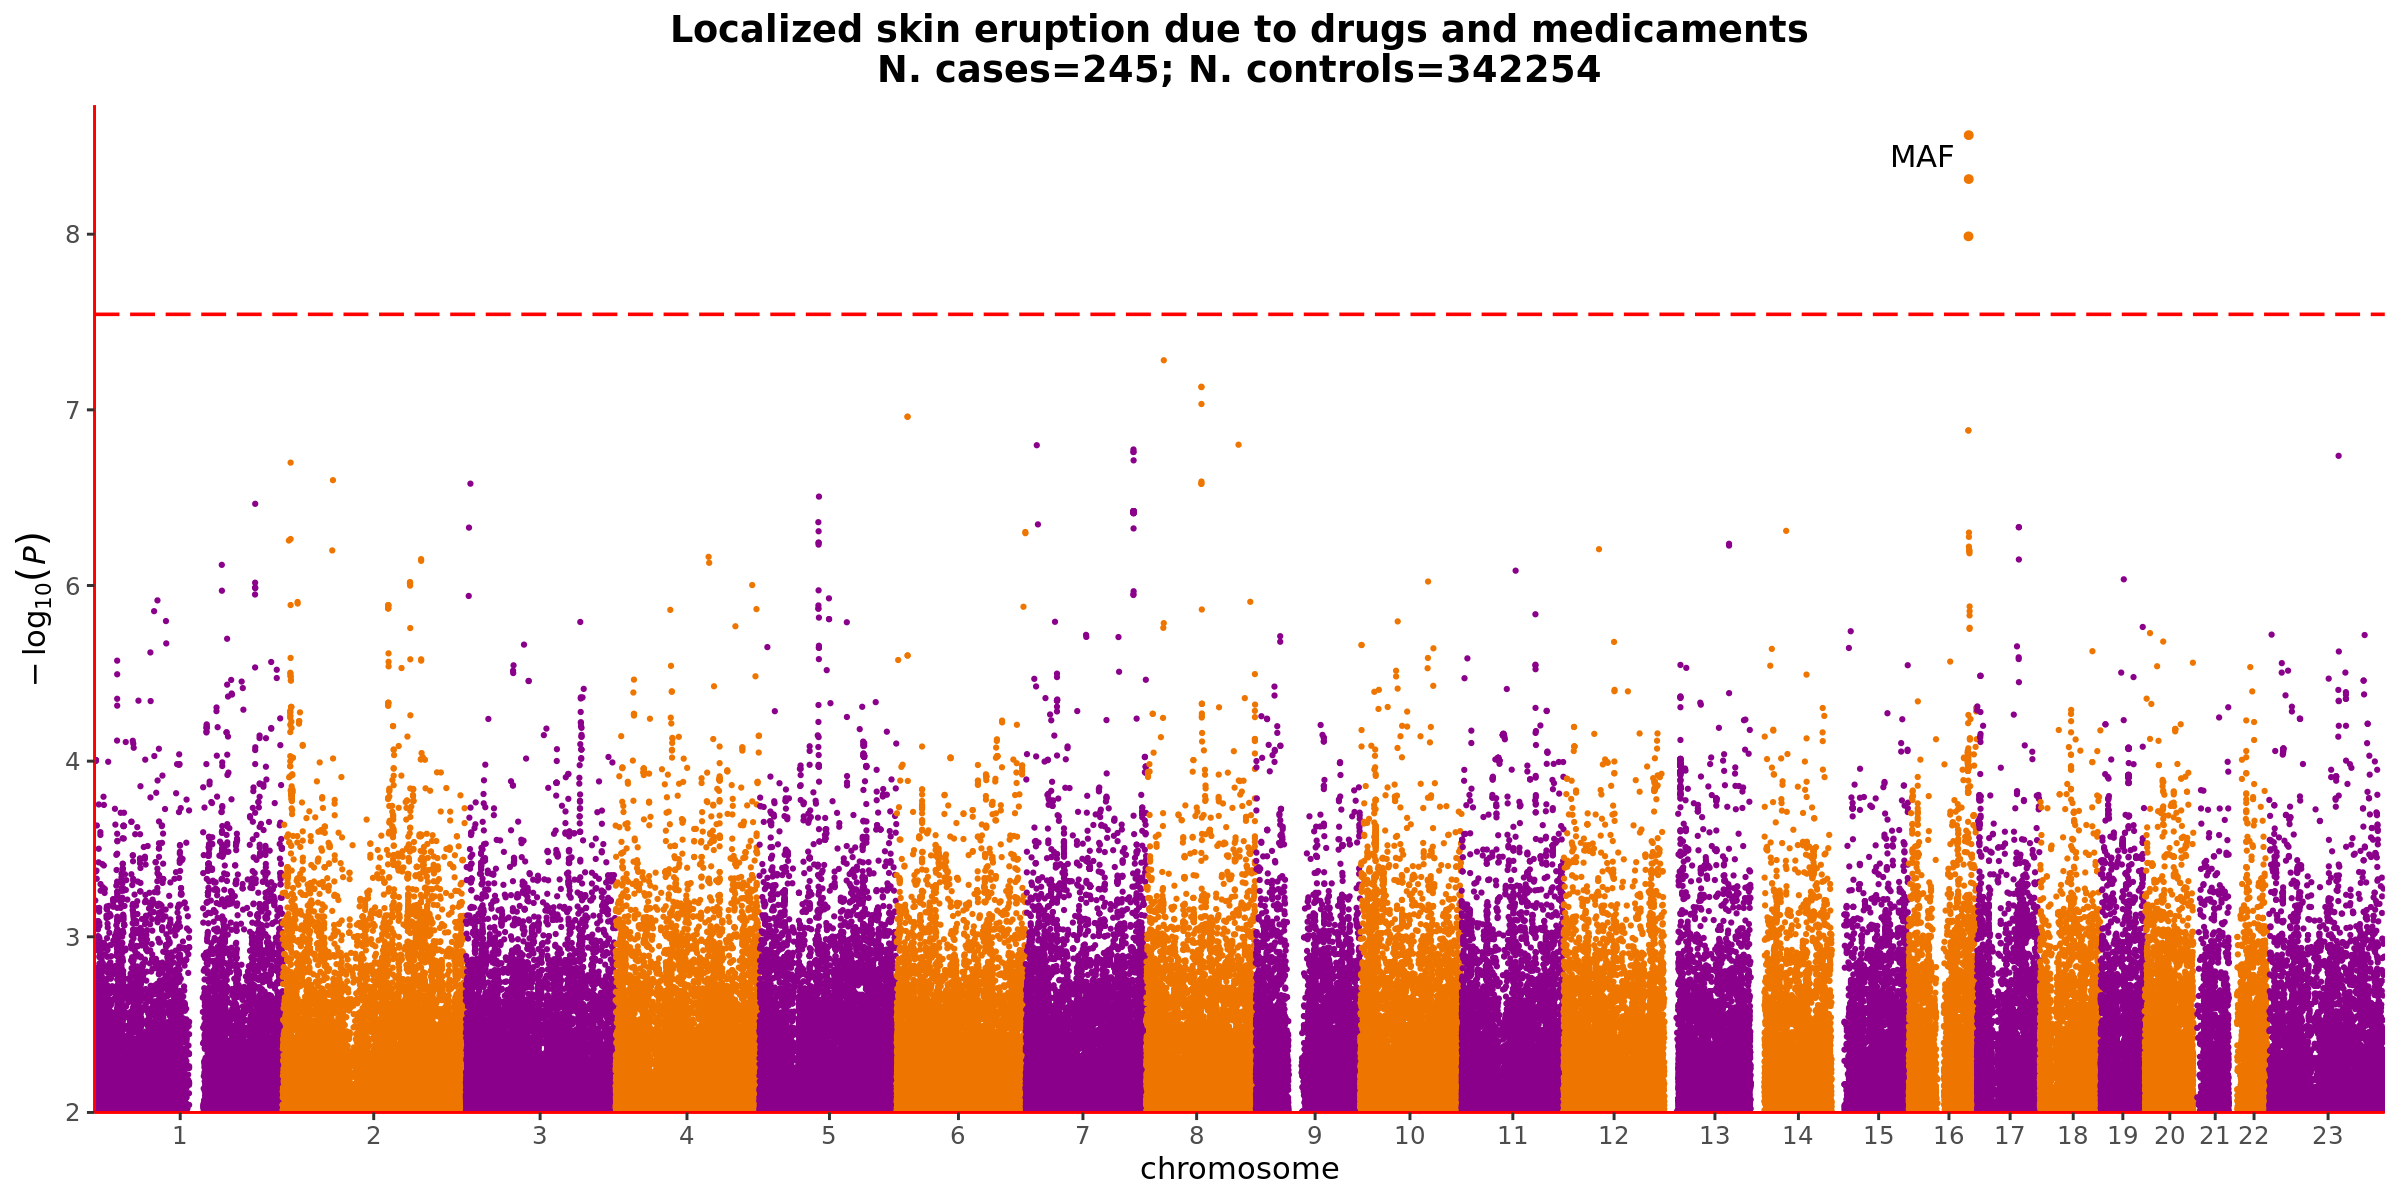 Localized skin eruption due to drugs and medicaments
N. cases=245; N. controls=342254
MAF
8
7
6
4
3
2
−log₁₀(P)
1 2 3 4 5 6 7 8 9 10 11 12 13 14 15 16 17 18 19 20 21 22 23
chromosome